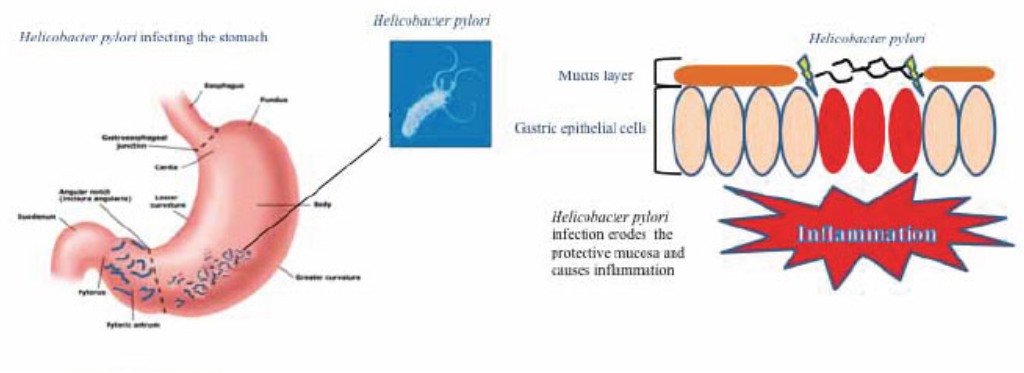 Helicobacter pylori infecting the stomach
Helicobacter pylori
Esophagus
Fundus
Gastroesophageal
junction
Cardia
Angular notch
(incisura angularis)
Lesser
curvature
Suodenum
Body
Greater curvature
Pylorus
Pyloric antrum
Helicobacter pylori
Mucus layer
Gastric epithelial cells
Helicobacter pylori
infection erodes the
protective mucosa and
causes inflammation
Inflammation